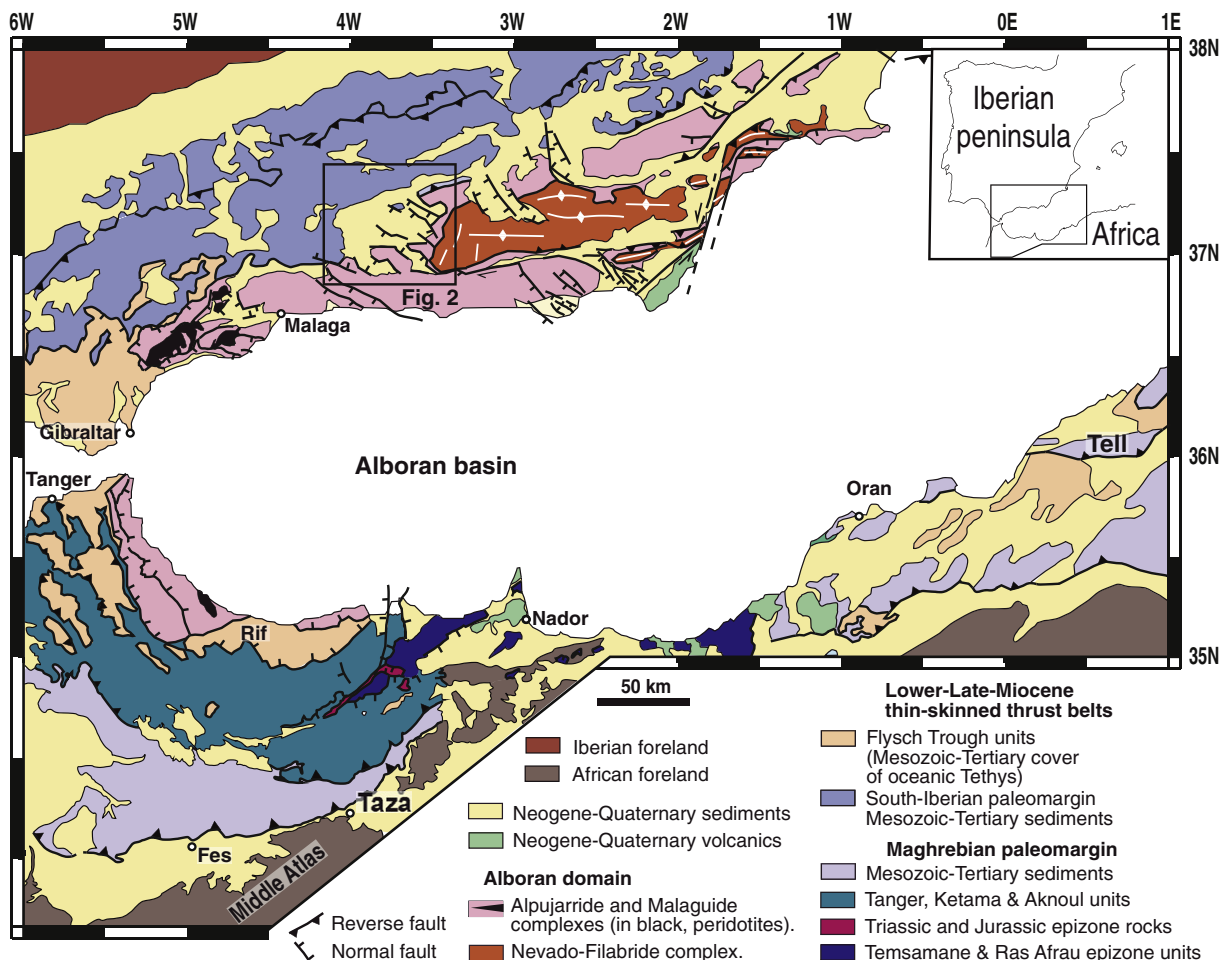 6W 5W 4W 3W 2W 1W 0E 1E
38N
Iberian
peninsula
Africa
37N
Fig. 2
Malaga
Gibraltar
Tell
36N
Alboran basin
Tanger
Oran
Nador
Rif
35N
50 km
Taza
Fes
Middle Atlas
Reverse fault
Normal fault
Iberian foreland
African foreland
Neogene-Quaternary sediments
Neogene-Quaternary volcanics
Alboran domain
Alpujarride and Malaguide
complexes (in black, peridotites).
Nevado-Filabride complex.
Lower-Late-Miocene
thin-skinned thrust belts
Flysch Trough units
(Mesozoic-Tertiary cover
of oceanic Tethys)
South-Iberian paleomargin
Mesozoic-Tertiary sediments
Maghrebian paleomargin
Mesozoic-Tertiary sediments
Tanger, Ketama & Aknoul units
Triassic and Jurassic epizone rocks
Temsamane & Ras Afrau epizone units